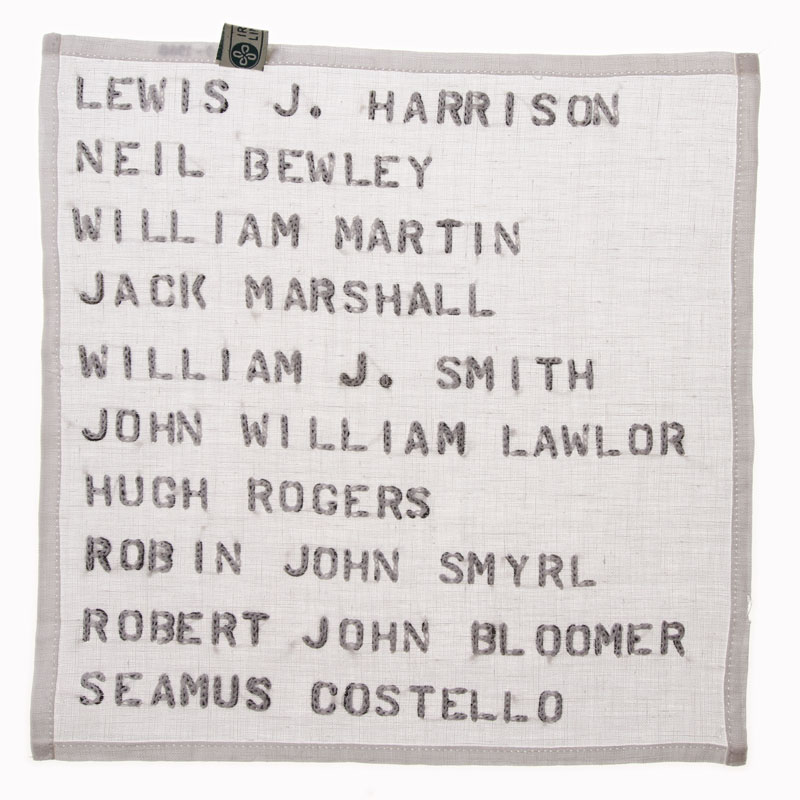 LEWIS J. HARRISON
NEIL BEWLEY
WILLIAM MARTIN
JACK MARSHALL
WILLIAM J. SMITH
JOHN WILLIAM LAWLOR
HUGH ROGERS
ROBIN JOHN SMYRL
ROBERT JOHN BLOOMER
SEAMUS COSTELLO